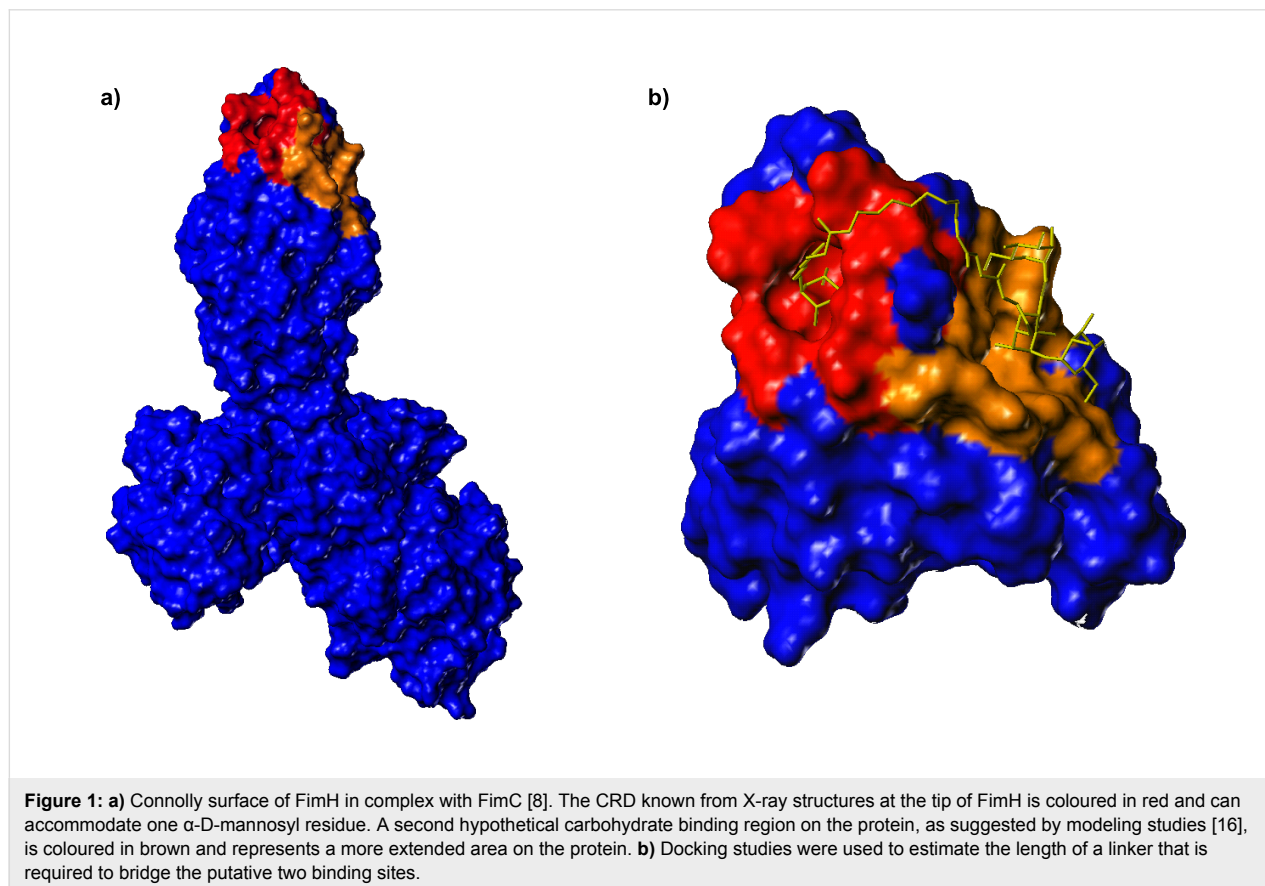 a)
b)
Figure 1: a) Connolly surface of FimH in complex with FimC [8]. The CRD known from X-ray structures at the tip of FimH is coloured in red and can
accommodate one α-D-mannosyl residue. A second hypothetical carbohydrate binding region on the protein, as suggested by modeling studies [16],
is coloured in brown and represents a more extended area on the protein. b) Docking studies were used to estimate the length of a linker that is
required to bridge the putative two binding sites.